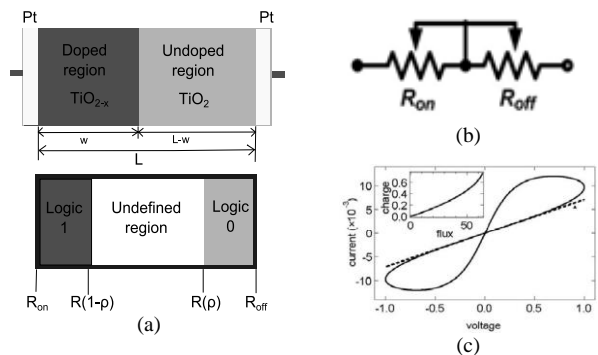 Pt
Pt
Doped
region
TiO2-x
Undoped
region
TiO2
w
L-w
L
Logic
1
Undefined
region
Logic
0
Ron
R(1-ρ)
R(ρ)
Roff
(a)
Ron
Roff
(b)
current (×10-3)
10
5
0
-5
-10
charge
0.8
0.6
0.4
0.2
0.0
0
50
flux
-1.0
-0.5
0.0
0.5
1.0
voltage
(c)